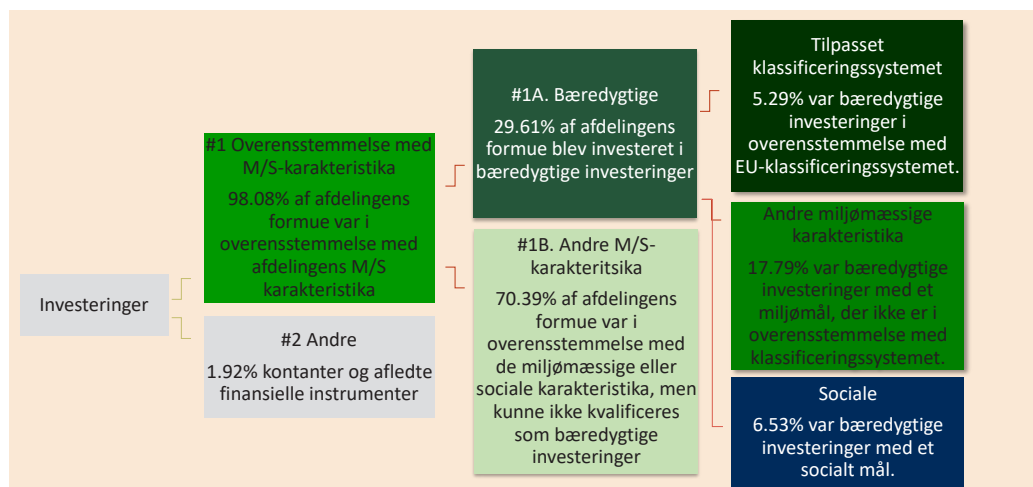 Investeringer
#1 Overensstemmelse med
M/S-karakteristika
98.08% af afdelingens
formue var i
overensstemmelse med
afdelingens M/S
karakteristika
#2 Andre
1.92% kontanter og afledte
finansielle instrumenter
#1A. Bæredygtige
29.61% af afdelingens
formue blev investeret i
bæredygtige investeringer
#1B. Andre M/S-
karakteritsika
70.39% af afdelingens
formue var i
overensstemmelse med
de miljømæssige eller
sociale karakteristika, men
kunne ikke kvalificeres
som bæredygtige
investeringer
Tilpasset
klassificeringssystemet
5.29% var bæredygtige
investeringer i
overensstemmelse med
EU-klassificeringssystemet.
Andre miljømæssige
karakteristika
17.79% var bæredygtige
investeringer med et
miljømål, der ikke er i
overensstemmelse med
klassificeringssystemet.
Sociale
6.53% var bæredygtige
investeringer med et
socialt mål.